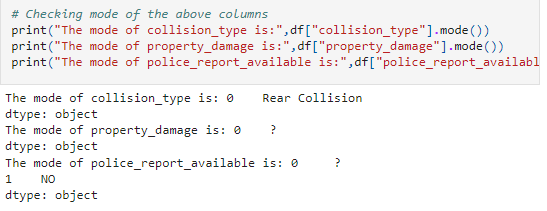 # Checking mode of the above columns
print("The mode of collision_type is:",df["collision_type"].mode())
print("The mode of property_damage is:",df["property_damage"].mode())
print("The mode of police_report_available is:",df["police_report_availabl
The mode of collision_type is: 0    Rear Collision
dtype: object
The mode of property_damage is: 0    ?
dtype: object
The mode of police_report_available is: 0     ?
1    NO
dtype: object